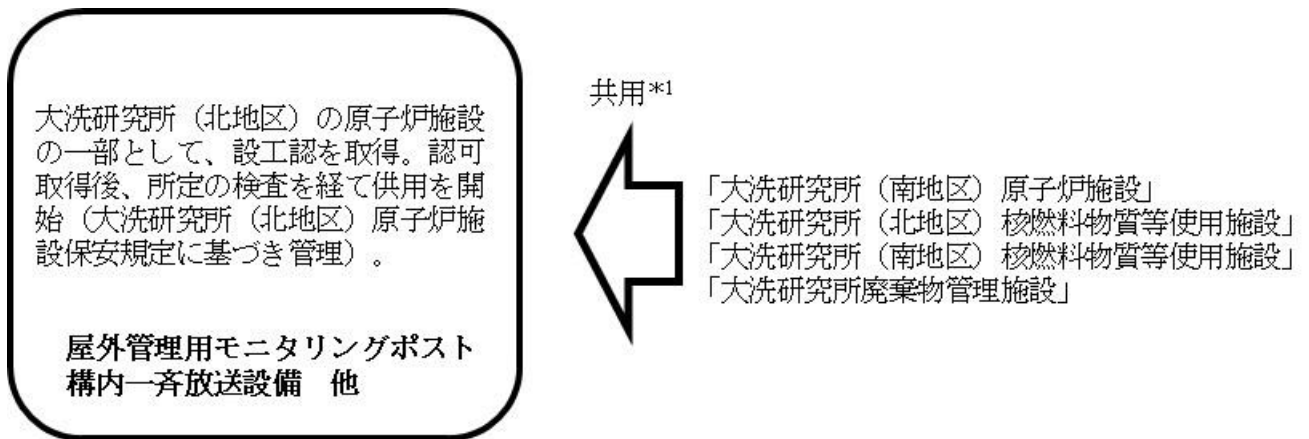 大洗研究所（北地区）の原子炉施設
の一部として、設工認を取得。認可
取得後、所定の検査を経て供用を開
始（大洗研究所（北地区）原子炉施
設保安規定に基づき管理）。
屋外管理用モニタリングポスト
構内一斉放送設備　他
共用*1
「大洗研究所（南地区）原子炉施設」
「大洗研究所（北地区）核燃料物質等使用施設」
「大洗研究所（南地区）核燃料物質等使用施設」
「大洗研究所廃棄物管理施設」